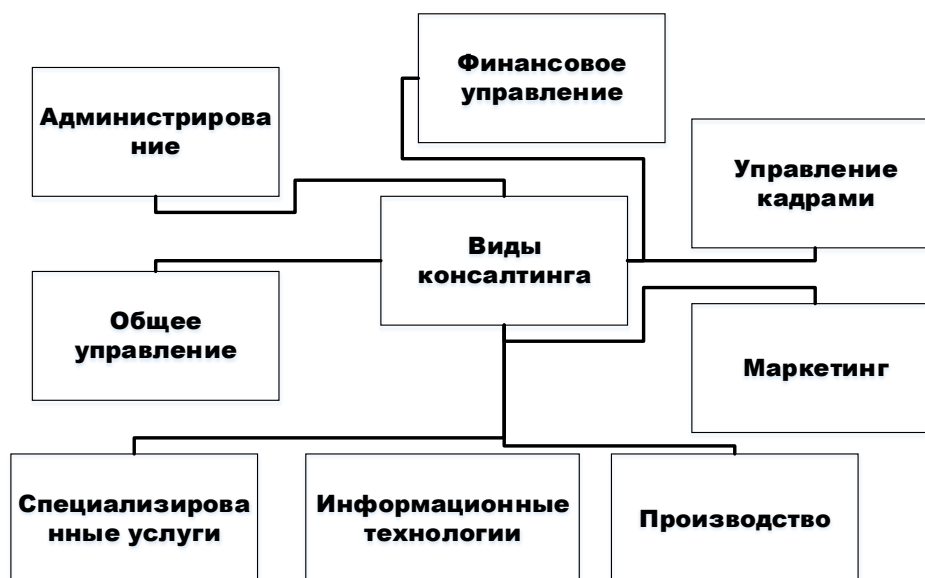 Финансовое
управление
Администрирова
ние
Управление
кадрами
Виды
консалтинга
Общее
управление
Маркетинг
Специализирова
нные услуги
Информационные
технологии
Производство